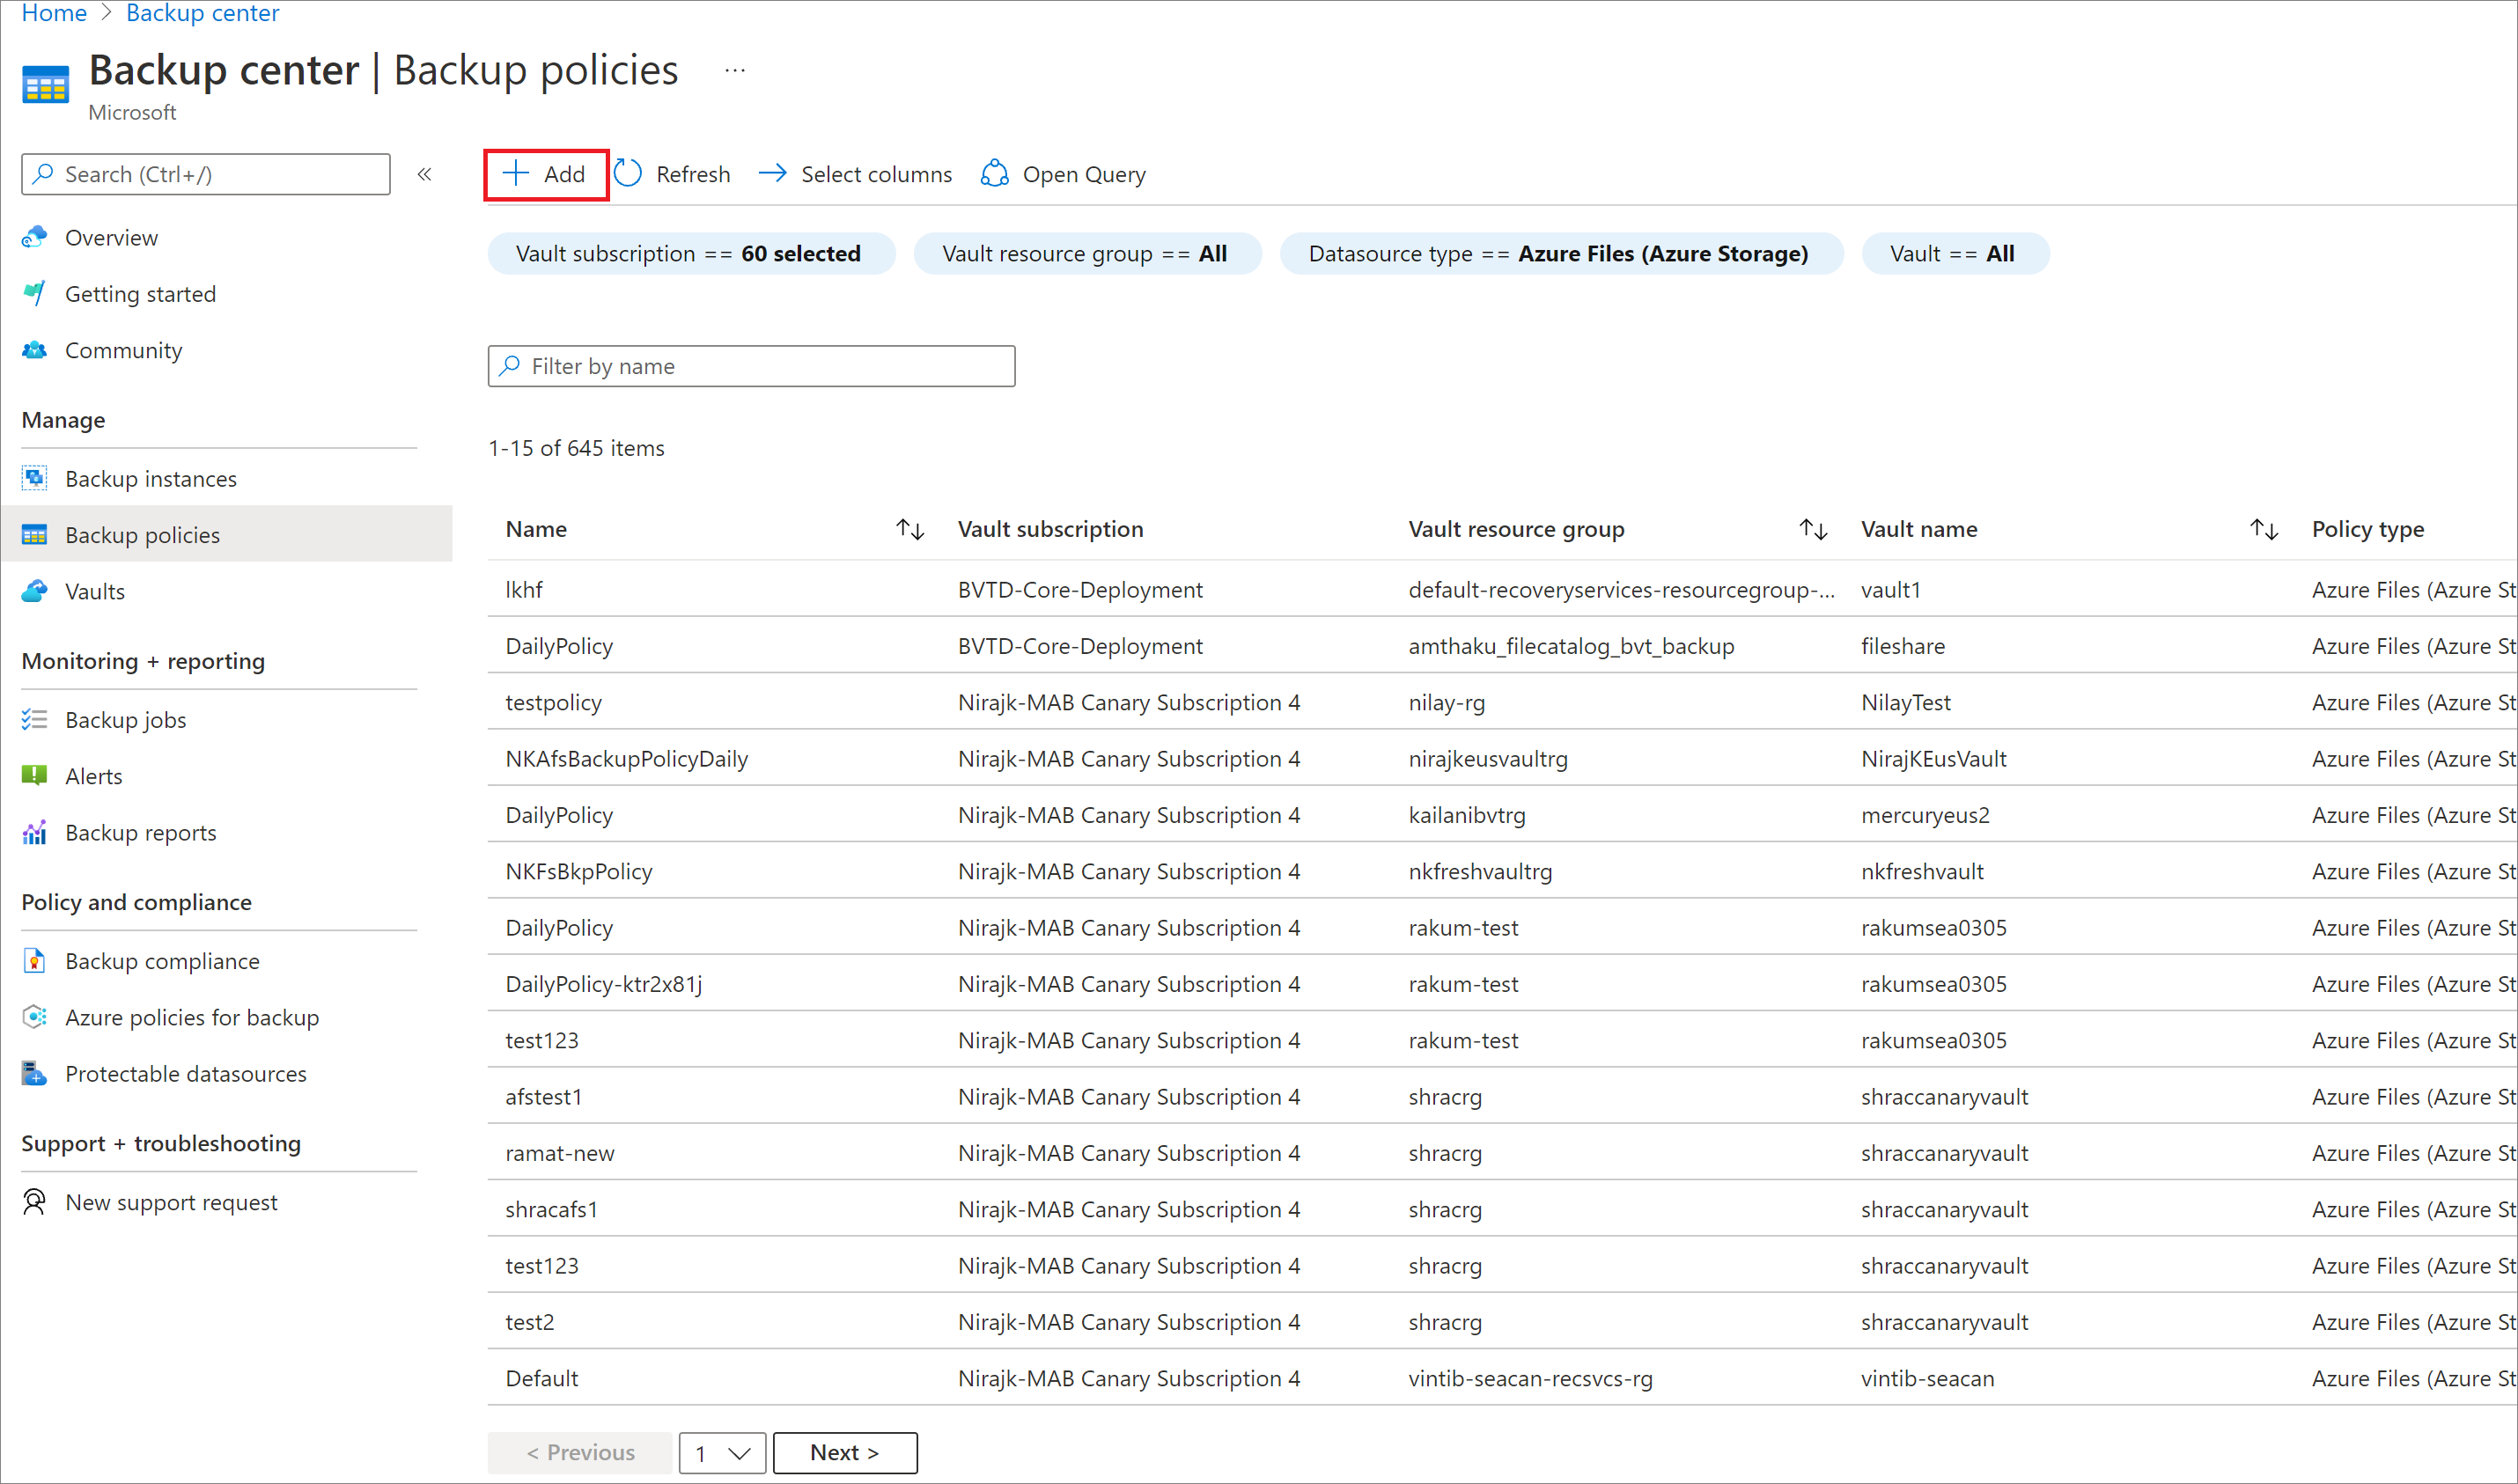 Home > Backup center
Backup center | Backup policies ...
Microsoft
Search (Ctrl+/) «
Overview
Getting started
Community
Manage
Backup instances
Backup policies
Vaults
Monitoring + reporting
Backup jobs
Alerts
Backup reports
Policy and compliance
Backup compliance
Azure policies for backup
Protectable datasources
Support + troubleshooting
New support request
+ Add Refresh Select columns Open Query
Vault subscription == 60 selected Vault resource group == All Datasource type == Azure Files (Azure Storage) Vault == All
Filter by name
1-15 of 645 items
Name Vault subscription Vault resource group Vault name Policy type
lkhf BVTD-Core-Deployment default-recoveryservices-resourcegroup-... vault1 Azure Files (Azure St
DailyPolicy BVTD-Core-Deployment amthaku_filecatalog_bvt_backup fileshare Azure Files (Azure St
testpolicy Nirajk-MAB Canary Subscription 4 nilay-rg NilayTest Azure Files (Azure St
NKAfsBackupPolicyDaily Nirajk-MAB Canary Subscription 4 nirajkeusvaultrg NirajKEusVault Azure Files (Azure St
DailyPolicy Nirajk-MAB Canary Subscription 4 kailanibvtrg mercuryeus2 Azure Files (Azure St
NKFsBkpPolicy Nirajk-MAB Canary Subscription 4 nkfreshvaultrg nkfreshvault Azure Files (Azure St
DailyPolicy Nirajk-MAB Canary Subscription 4 rakum-test rakumsea0305 Azure Files (Azure St
DailyPolicy-ktr2x81j Nirajk-MAB Canary Subscription 4 rakum-test rakumsea0305 Azure Files (Azure St
test123 Nirajk-MAB Canary Subscription 4 rakum-test rakumsea0305 Azure Files (Azure St
afstest1 Nirajk-MAB Canary Subscription 4 shracrg shraccanaryvault Azure Files (Azure St
ramat-new Nirajk-MAB Canary Subscription 4 shracrg shraccanaryvault Azure Files (Azure St
shracafs1 Nirajk-MAB Canary Subscription 4 shracrg shraccanaryvault Azure Files (Azure St
test123 Nirajk-MAB Canary Subscription 4 shracrg shraccanaryvault Azure Files (Azure St
test2 Nirajk-MAB Canary Subscription 4 shracrg shraccanaryvault Azure Files (Azure St
Default Nirajk-MAB Canary Subscription 4 vintib-seacan-recsvcs-rg vintib-seacan Azure Files (Azure St
< Previous 1 Next >